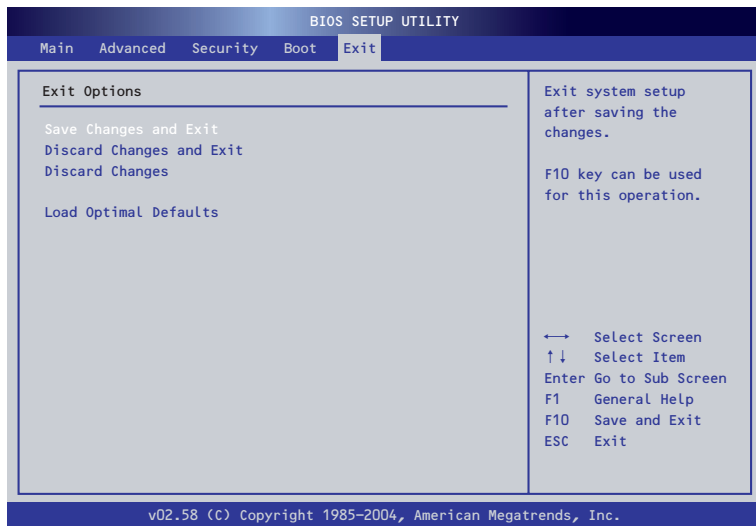 BIOS SETUP UTILITY
Main Advanced Security Boot Exit
Exit Options
Save Changes and Exit
Discard Changes and Exit
Discard Changes
Load Optimal Defaults
Exit system setup
after saving the
changes.
F10 key can be used
for this operation.
←→ Select Screen
↑↓ Select Item
Enter Go to Sub Screen
F1 General Help
F10 Save and Exit
ESC Exit
v02.58 (C) Copyright 1985-2004, American Megatrends, Inc.